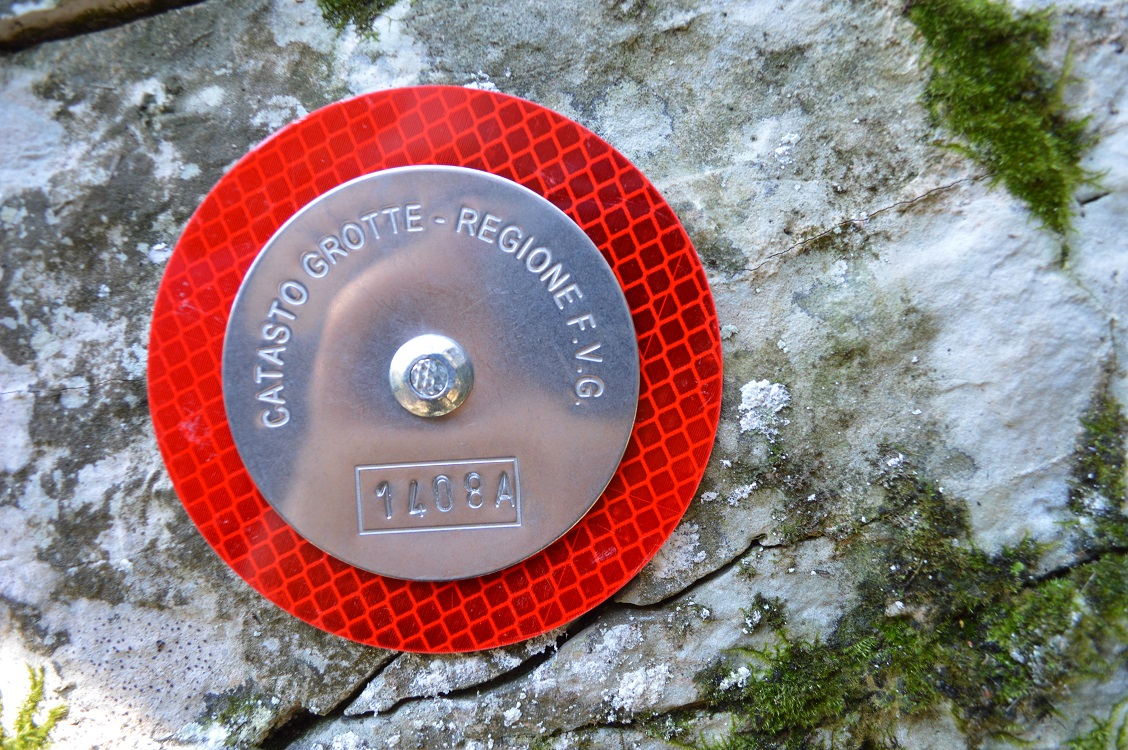 CATASTO GROTTE - REGIONE F.V.G.
1408A